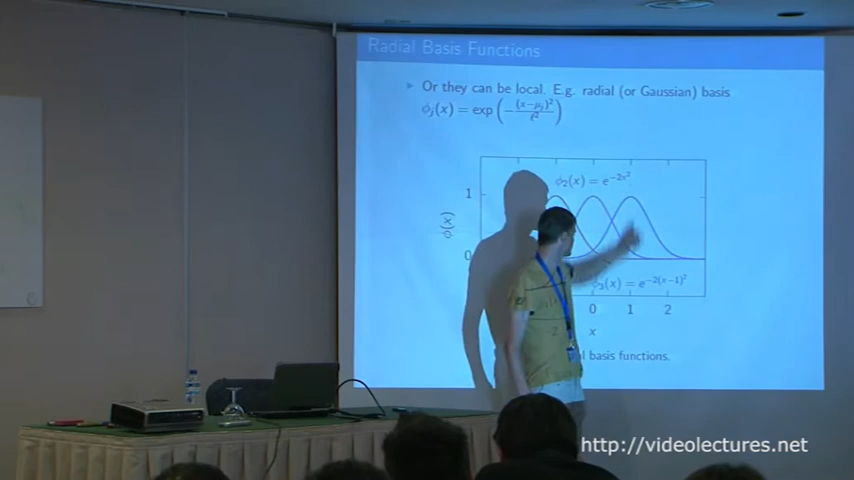 Radial Basis Functions
Or they can be local. E.g. radial (or Gaussian) basis
ϕj(x) = exp(−(x−μj)²/ℓ²)
ϕ2(x) = e^−2x²
1
ϕ(x)
0
ϕ3(x) = e^−2(x−1)²
0 1 2
x
basis functions.
http://videolectures.net